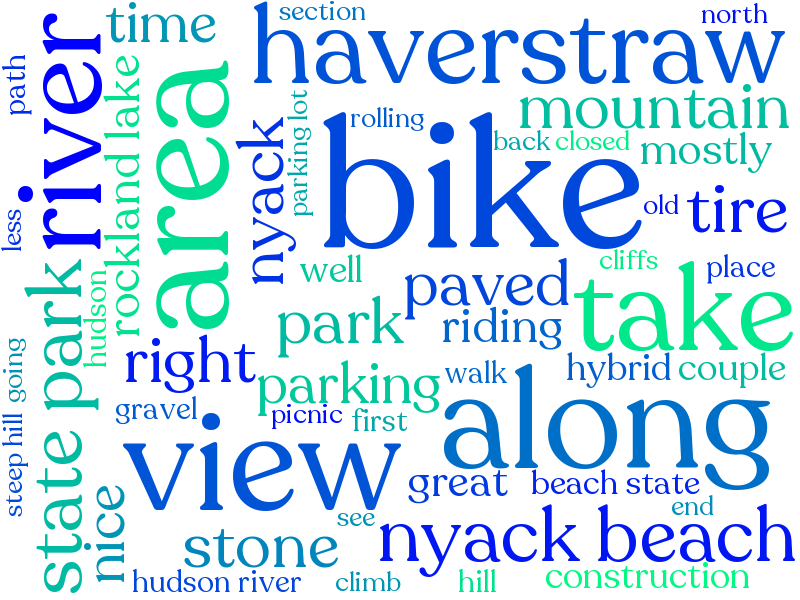 section
north
time
haverstraw
path
river
rockland lake
area
nyack
parking lot
rolling
mountain
back
closed
mostly
bike
old
tire
less
well
cliffs
place
hudson
paved
take
state park
park
riding
right
parking
walk
hybrid
couple
going
gravel
picnic
first
view
along
steep hill
great
beach state
nice
see
end
stone
nyack beach
hudson river
climb
hill
construction